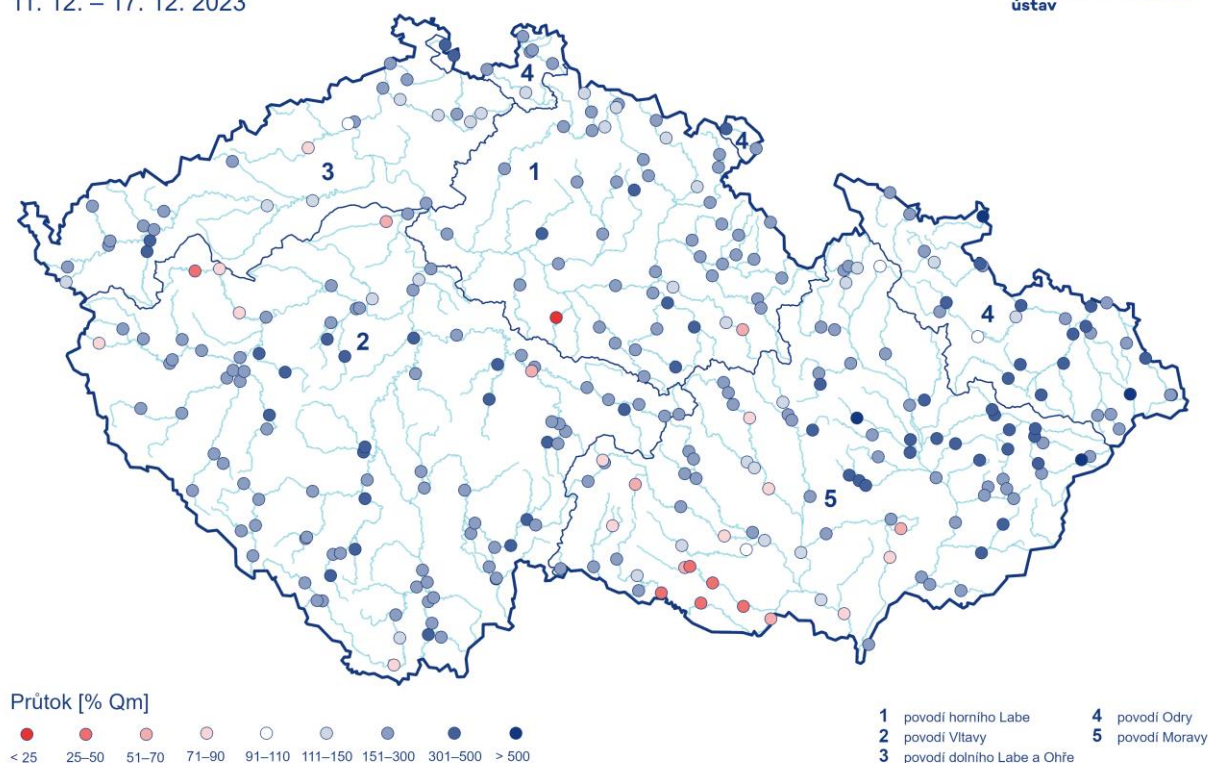 11. 12. – 17. 12. 2023
ústav
4
4
3
1
4
2
5
Průtok [% Qm]
< 25 25–50 51–70 71–90 91–110 111–150 151–300 301–500 > 500
1 povodí horního Labe
2 povodí Vltavy
3 povodí dolního Labe a Ohře
4 povodí Odry
5 povodí Moravy